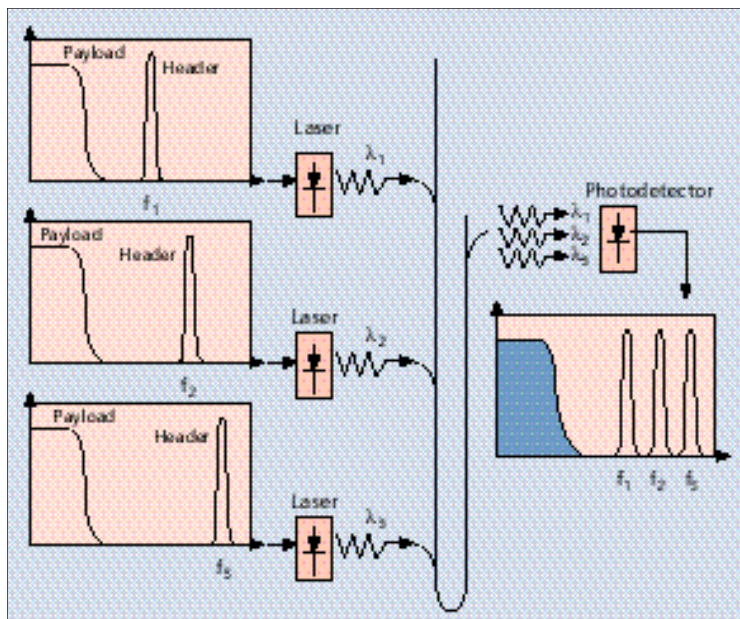 Payload
Header
f₁
Laser
λ₁
Payload
Header
f₂
Laser
λ₂
Payload
Header
f₃
Laser
λ₃
Photodetector
λ₁
λ₂
λ₃
f₁ f₂ f₃